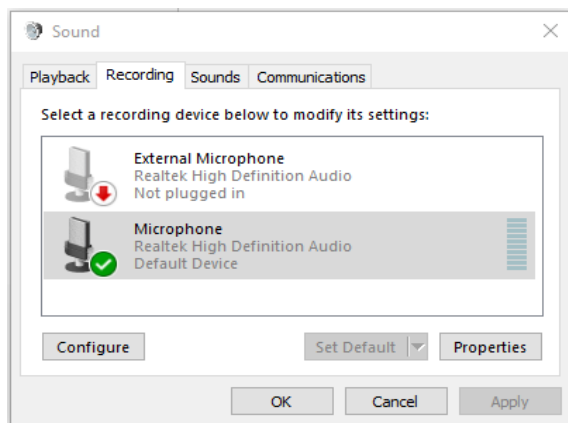 Sound
Playback Recording Sounds Communications
Select a recording device below to modify its settings:
External Microphone
Realtek High Definition Audio
Not plugged in
Microphone
Realtek High Definition Audio
Default Device
Configure Set Default Properties
OK Cancel Apply